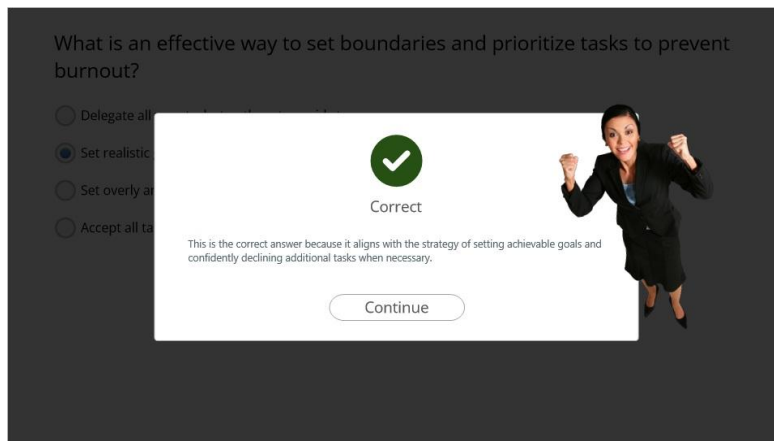 What is an effective way to set boundaries and prioritize tasks to prevent
burnout?
Delegate all
Set realistic
Set overly
Accept all
Correct
This is the correct answer because it aligns with the strategy of setting achievable goals and
confidently declining additional tasks when necessary.
Continue